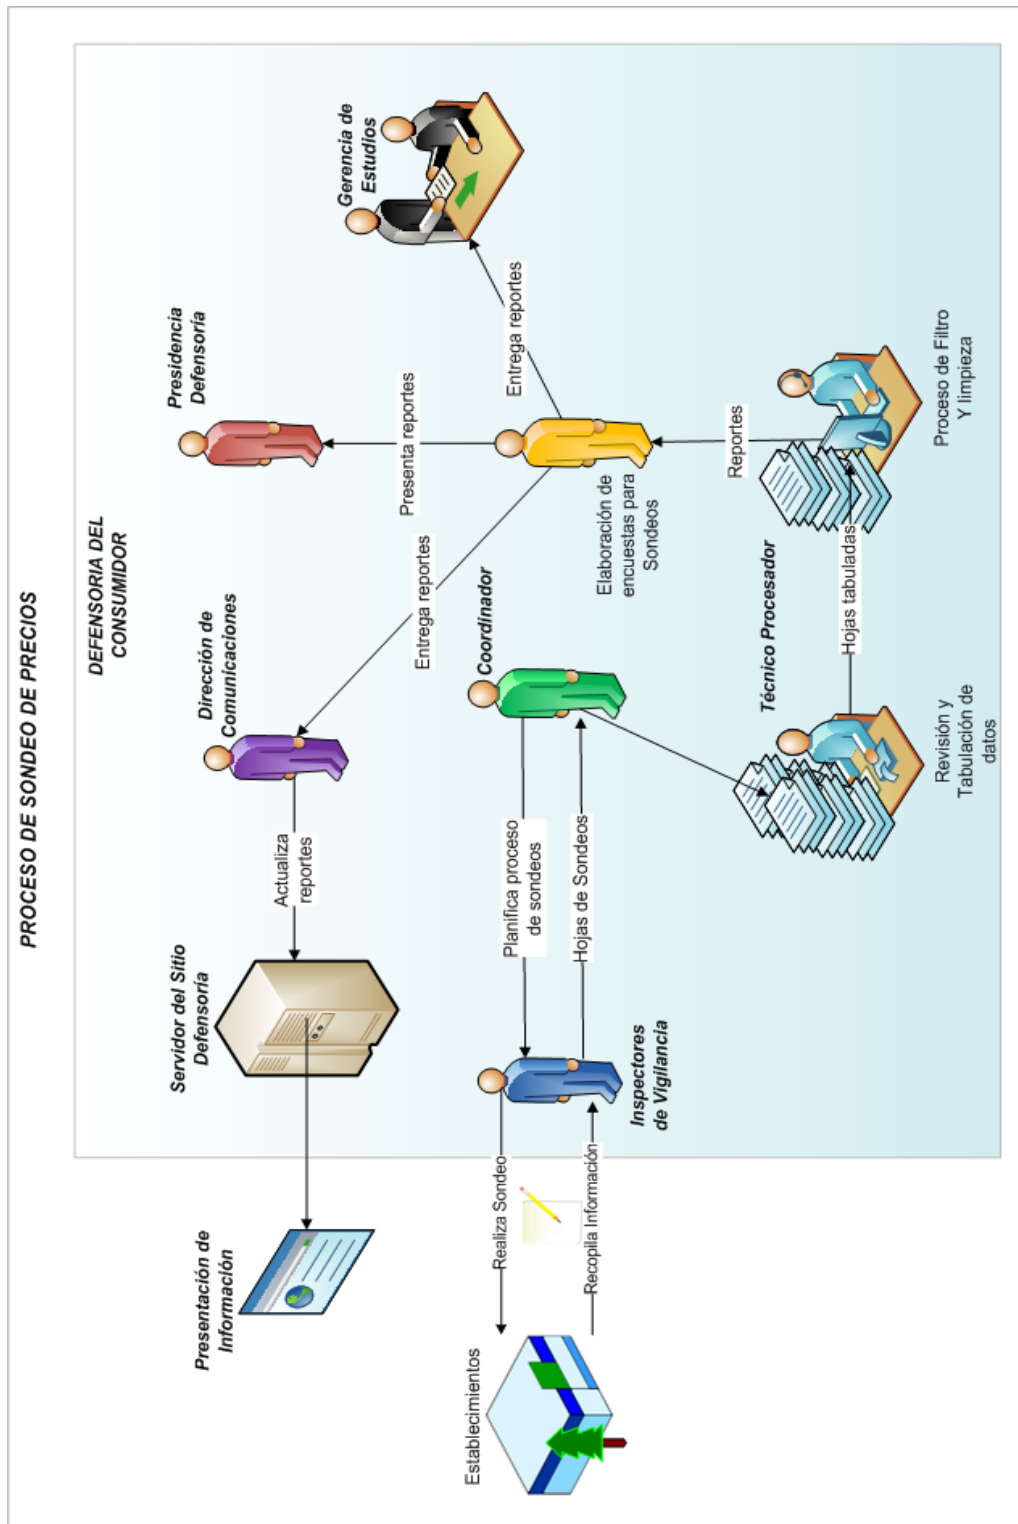 PROCESO DE SONDEO DE PRECIOS
DEFENSORIA DEL
CONSUMIDOR
Presentación de
Información
Servidor del Sitio
Defensoría
Actualiza
reportes
Dirección de
Comunicaciones
Presidencia
Defensoría
Gerencia de
Estudios
Entrega reportes
Presenta reportes
Entrega reportes
Establecimientos
Realiza Sondeo
Recopila Información
Inspectores
de Vigilancia
Planifica proceso
de sondeos
Hojas de Sondeos
Coordinador
Elaboración de
encuestas para
Sondeos
Reportes
Técnico Procesador
Hojas tabuladas
Revisión y
Tabulación de
datos
Proceso de Filtro
Y limpieza